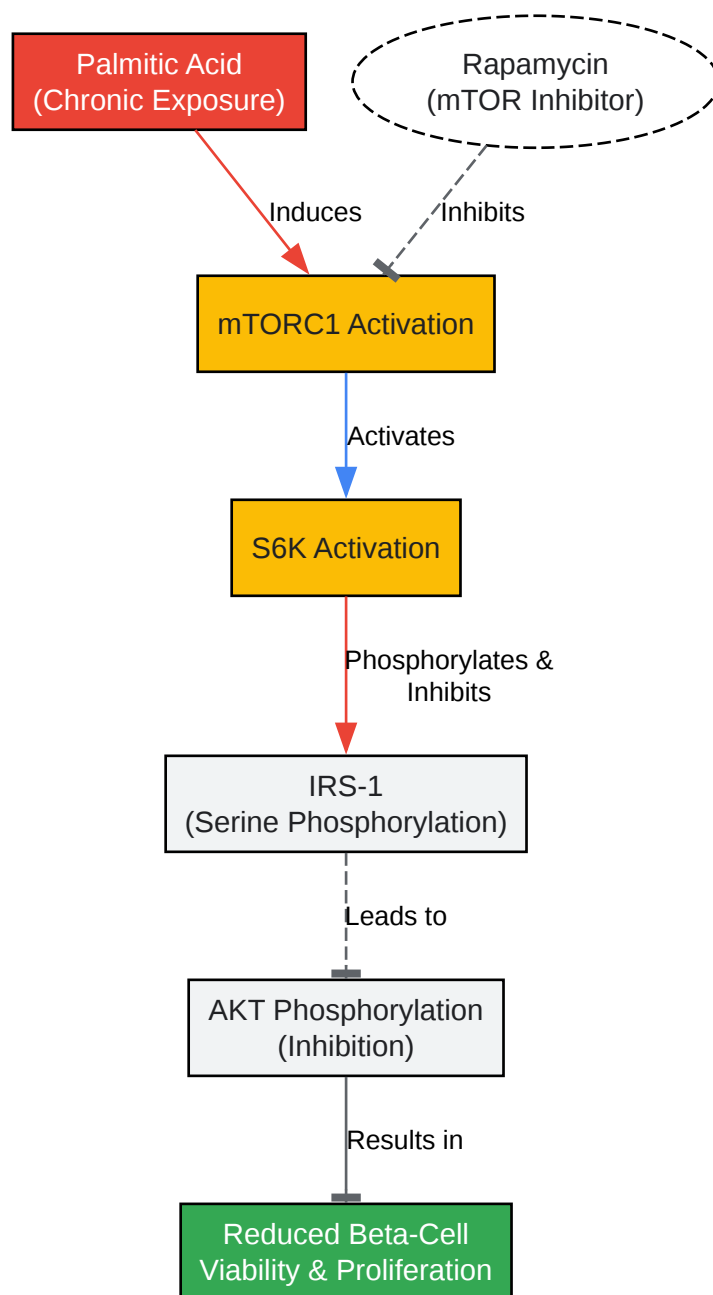 Palmitic Acid
(Chronic Exposure)
Rapamycin
(mTOR Inhibitor)
Induces
Inhibits
mTORC1 Activation
Activates
S6K Activation
Phosphorylates &
Inhibits
IRS-1
(Serine Phosphorylation)
Leads to
AKT Phosphorylation
(Inhibition)
Results in
Reduced Beta-Cell
Viability & Proliferation